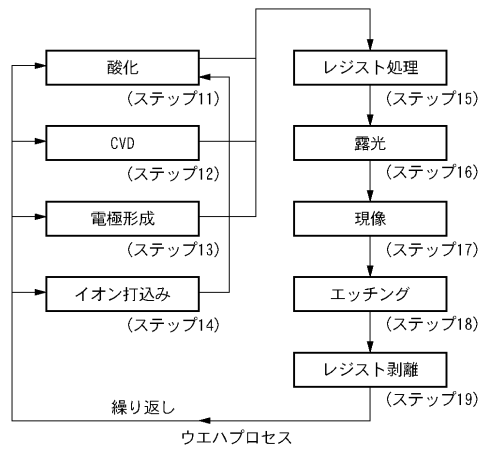 酸化
(ステップ11)
CVD
(ステップ12)
電極形成
(ステップ13)
イオン打込み
(ステップ14)
レジスト処理
(ステップ15)
露光
(ステップ16)
現像
(ステップ17)
エッチング
(ステップ18)
レジスト剥離
(ステップ19)
繰り返し
ウエハプロセス